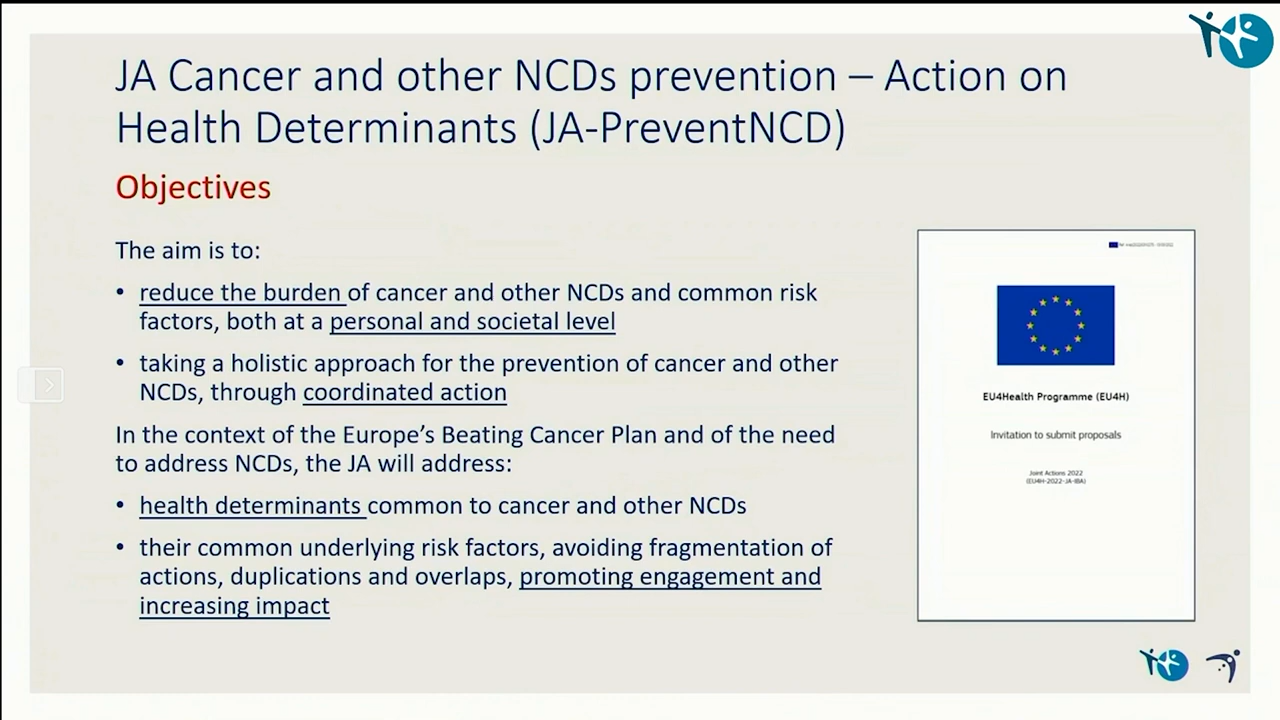 JA Cancer and other NCDs prevention – Action on
Health Determinants (JA-PreventNCD)
Objectives
The aim is to:
• reduce the burden of cancer and other NCDs and common risk
factors, both at a personal and societal level
• taking a holistic approach for the prevention of cancer and other
NCDs, through coordinated action
In the context of the Europe’s Beating Cancer Plan and of the need
to address NCDs, the JA will address:
• health determinants common to cancer and other NCDs
• their common underlying risk factors, avoiding fragmentation of
actions, duplications and overlaps, promoting engagement and
increasing impact
EU4Health Programme (EU4H)
Invitation to submit proposals
Joint Actions 2022
(EU4H-2022-JA-IBA)